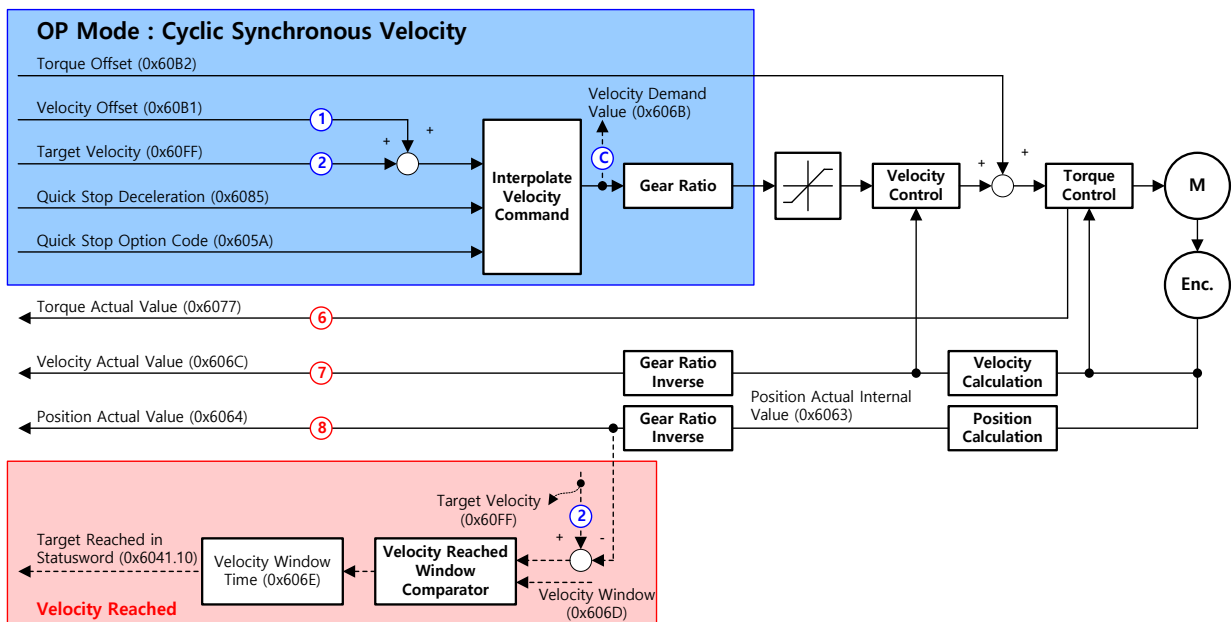 OP Mode : Cyclic Synchronous Velocity
Torque Offset (0x60B2)
Velocity Offset (0x60B1)
1
+
+
Target Velocity (0x60FF)
2
Quick Stop Deceleration (0x6085)
Quick Stop Option Code (0x605A)
Interpolate
Velocity
Command
Velocity Demand
Value (0x606B)
C
Gear Ratio
Velocity
Control
+
+
Torque
Control
M
Enc.
Torque Actual Value (0x6077)
6
Velocity Actual Value (0x606C)
7
Gear Ratio
Inverse
Velocity
Calculation
Position Actual Value (0x6064)
8
Gear Ratio
Inverse
Position Actual Internal
Value (0x6063)
Position
Calculation
Target Velocity
(0x60FF)
2
+
-
Target Reached in
Statusword (0x6041.10)
Velocity Window
Time (0x606E)
Velocity Reached
Window
Comparator
Velocity Window
(0x606D)
Velocity Reached